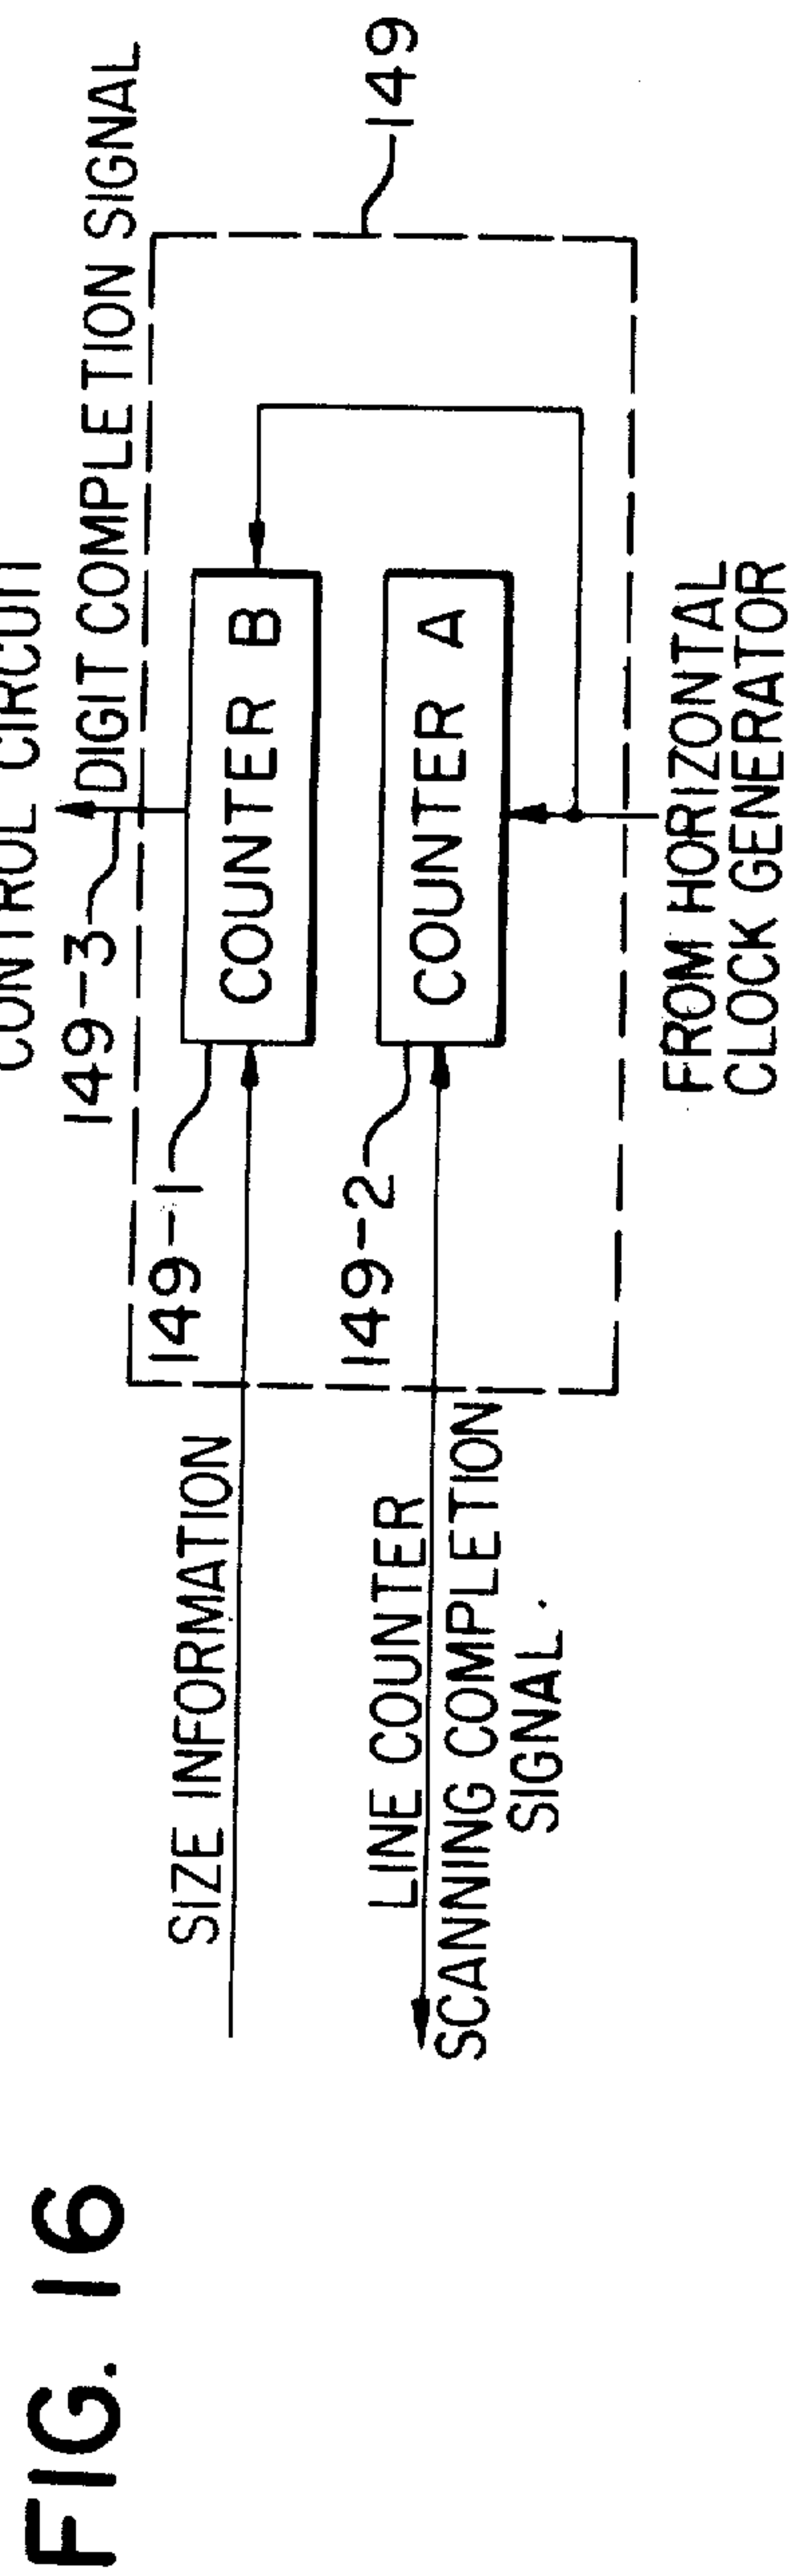 FIG. 16
CONTROL CIRCUIT
149-3
DIGIT COMPLETION SIGNAL
149
149-1
COUNTER B
SIZE INFORMATION
149-2
COUNTER A
LINE COUNTER
SCANNING COMPLETION
SIGNAL.
FROM HORIZONTAL
CLOCK GENERATOR